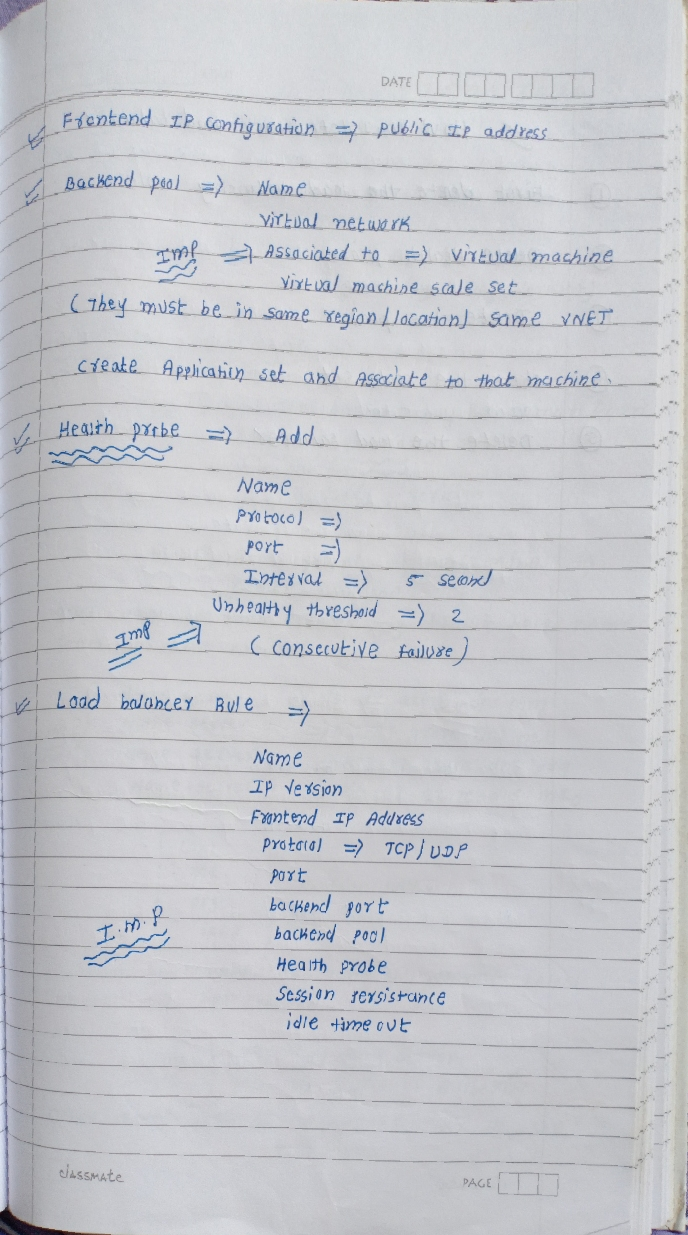 DATE
Frontend IP Configuration => public IP address
Backend pool => Name
Virtual network
IMP => Associated to => Virtual machine
Virtual machine scale set
(They must be in same region/location) same VNET
Create Application set and Associate to that machine.
Health probe => Add
Name
Protocol =>
port =>
Interval => 5 second
Unhealthy threshold => 2
Imp => (Consecutive failure)
Load balancer Rule =>
Name
IP Version
Frontend IP Address
Protocol => TCP/UDP
port
backend port
I.M.P backend pool
Health probe
Session persistance
idle time out
classmate
PAGE